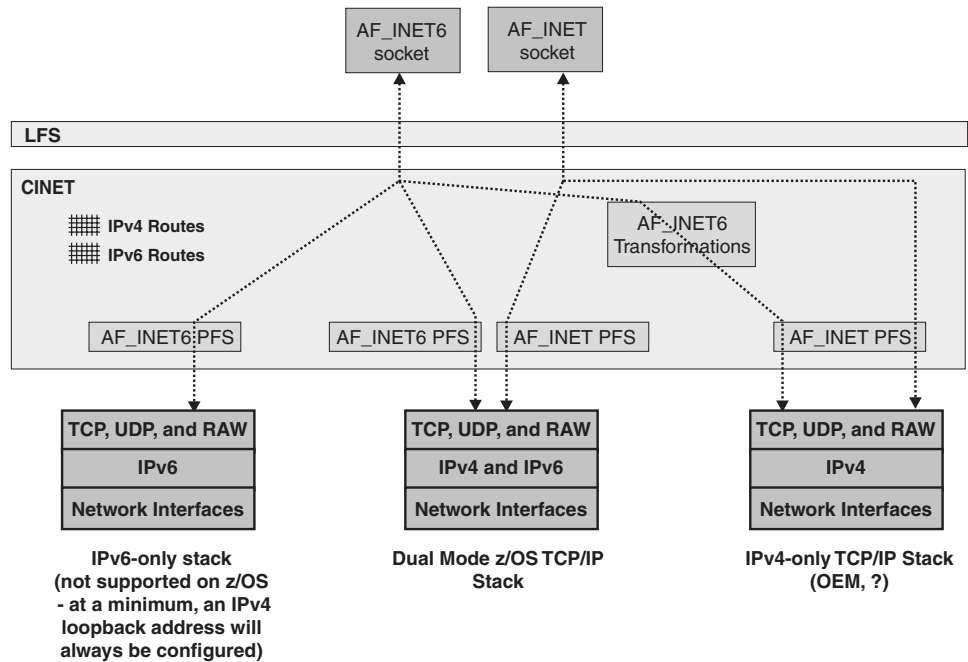 AF_INET6
socket
AF_INET
socket
LFS
CINET
IPv4 Routes
IPv6 Routes
AF_INET6
Transformations
AF_INET6 PFS
AF_INET6 PFS
AF_INET PFS
AF_INET PFS
TCP, UDP, and RAW
IPv6
Network Interfaces
TCP, UDP, and RAW
IPv4 and IPv6
Network Interfaces
TCP, UDP, and RAW
IPv4
Network Interfaces
IPv6-only stack
(not supported on z/OS
- at a minimum, an IPv4
loopback address will
always be configured)
Dual Mode z/OS TCP/IP
Stack
IPv4-only TCP/IP Stack
(OEM, ?)